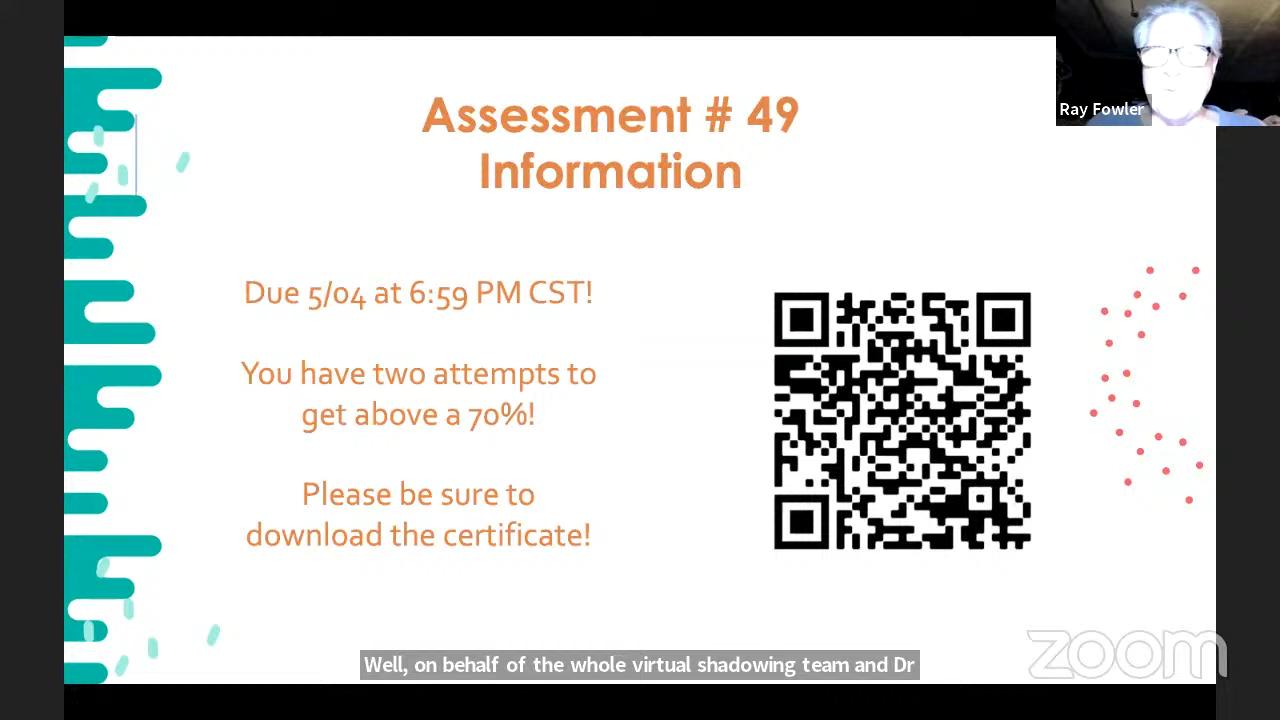 Ray Fowler
Assessment # 49
Information
Due 5/04 at 6:59 PM CST!
You have two attempts to
get above a 70%!
Please be sure to
download the certificate!
zoom
Well, on behalf of the whole virtual shadowing team and Dr